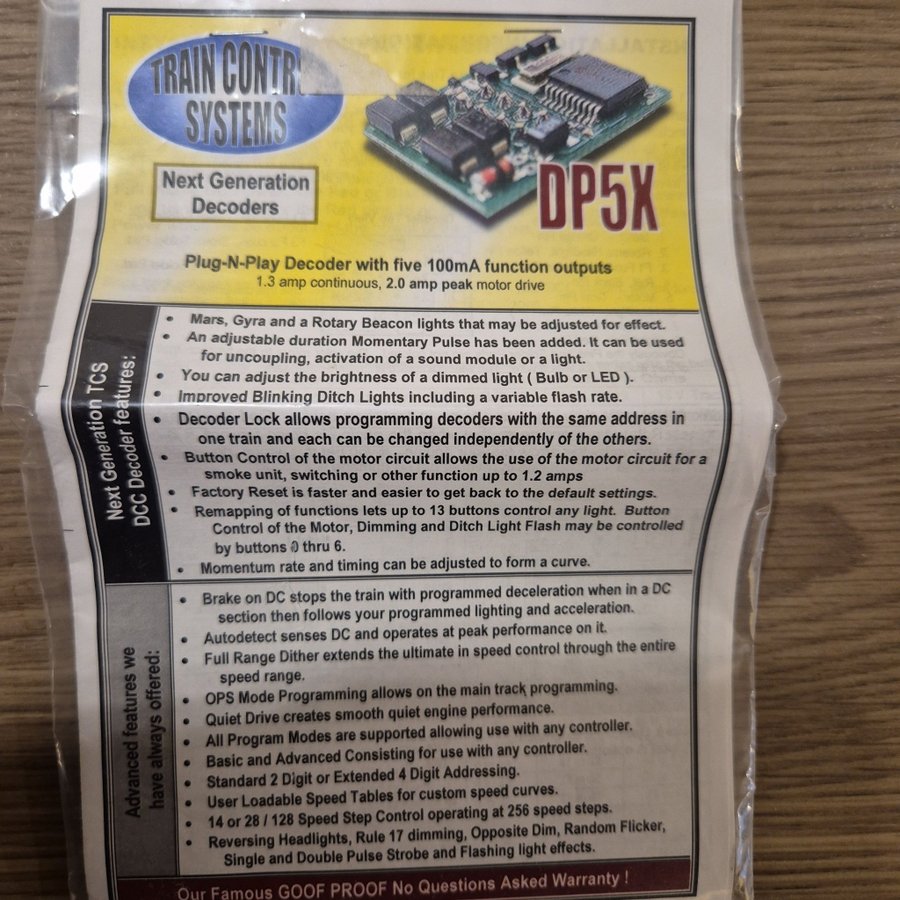 TRAIN CONTR
SYSTEMS
Next Generation
Decoders
DP5X
Plug-N-Play Decoder with five 100mA function outputs
1.3 amp continuous, 2.0 amp peak motor drive
Next Generation TCS
DCC Decoder features:
• Mars, Gyra and a Rotary Beacon lights that may be adjusted for effect.
• An adjustable duration Momentary Pulse has been added. It can be used
for uncoupling, activation of a sound module or a light.
• You can adjust the brightness of a dimmed light ( Bulb or LED ).
• Improved Blinking Ditch Lights including a variable flash rate.
• Decoder Lock allows programming decoders with the same address in
one train and each can be changed independently of the others.
• Button Control of the motor circuit allows the use of the motor circuit for a
smoke unit, switching or other function up to 1.2 amps
• Factory Reset is faster and easier to get back to the default settings.
• Remapping of functions lets up to 13 buttons control any light. Button
Control of the Motor, Dimming and Ditch Light Flash may be controlled
by buttons 0 thru 6.
• Momentum rate and timing can be adjusted to form a curve.
Advanced features we
have always offered:
• Brake on DC stops the train with programmed deceleration when in a DC
section then follows your programmed lighting and acceleration.
• Autodetect senses DC and operates at peak performance on it.
• Full Range Dither extends the ultimate in speed control through the entire
speed range.
• OPS Mode Programming allows on the main track programming.
• Quiet Drive creates smooth quiet engine performance.
• All Program Modes are supported allowing use with any controller.
• Basic and Advanced Consisting for use with any controller.
• Standard 2 Digit or Extended 4 Digit Addressing.
• User Loadable Speed Tables for custom speed curves.
• 14 or 28 / 128 Speed Step Control operating at 256 speed steps.
• Reversing Headlights, Rule 17 dimming, Opposite Dim, Random Flicker,
Single and Double Pulse Strobe and Flashing light effects.
Our Famous GOOF PROOF No Questions Asked Warranty !